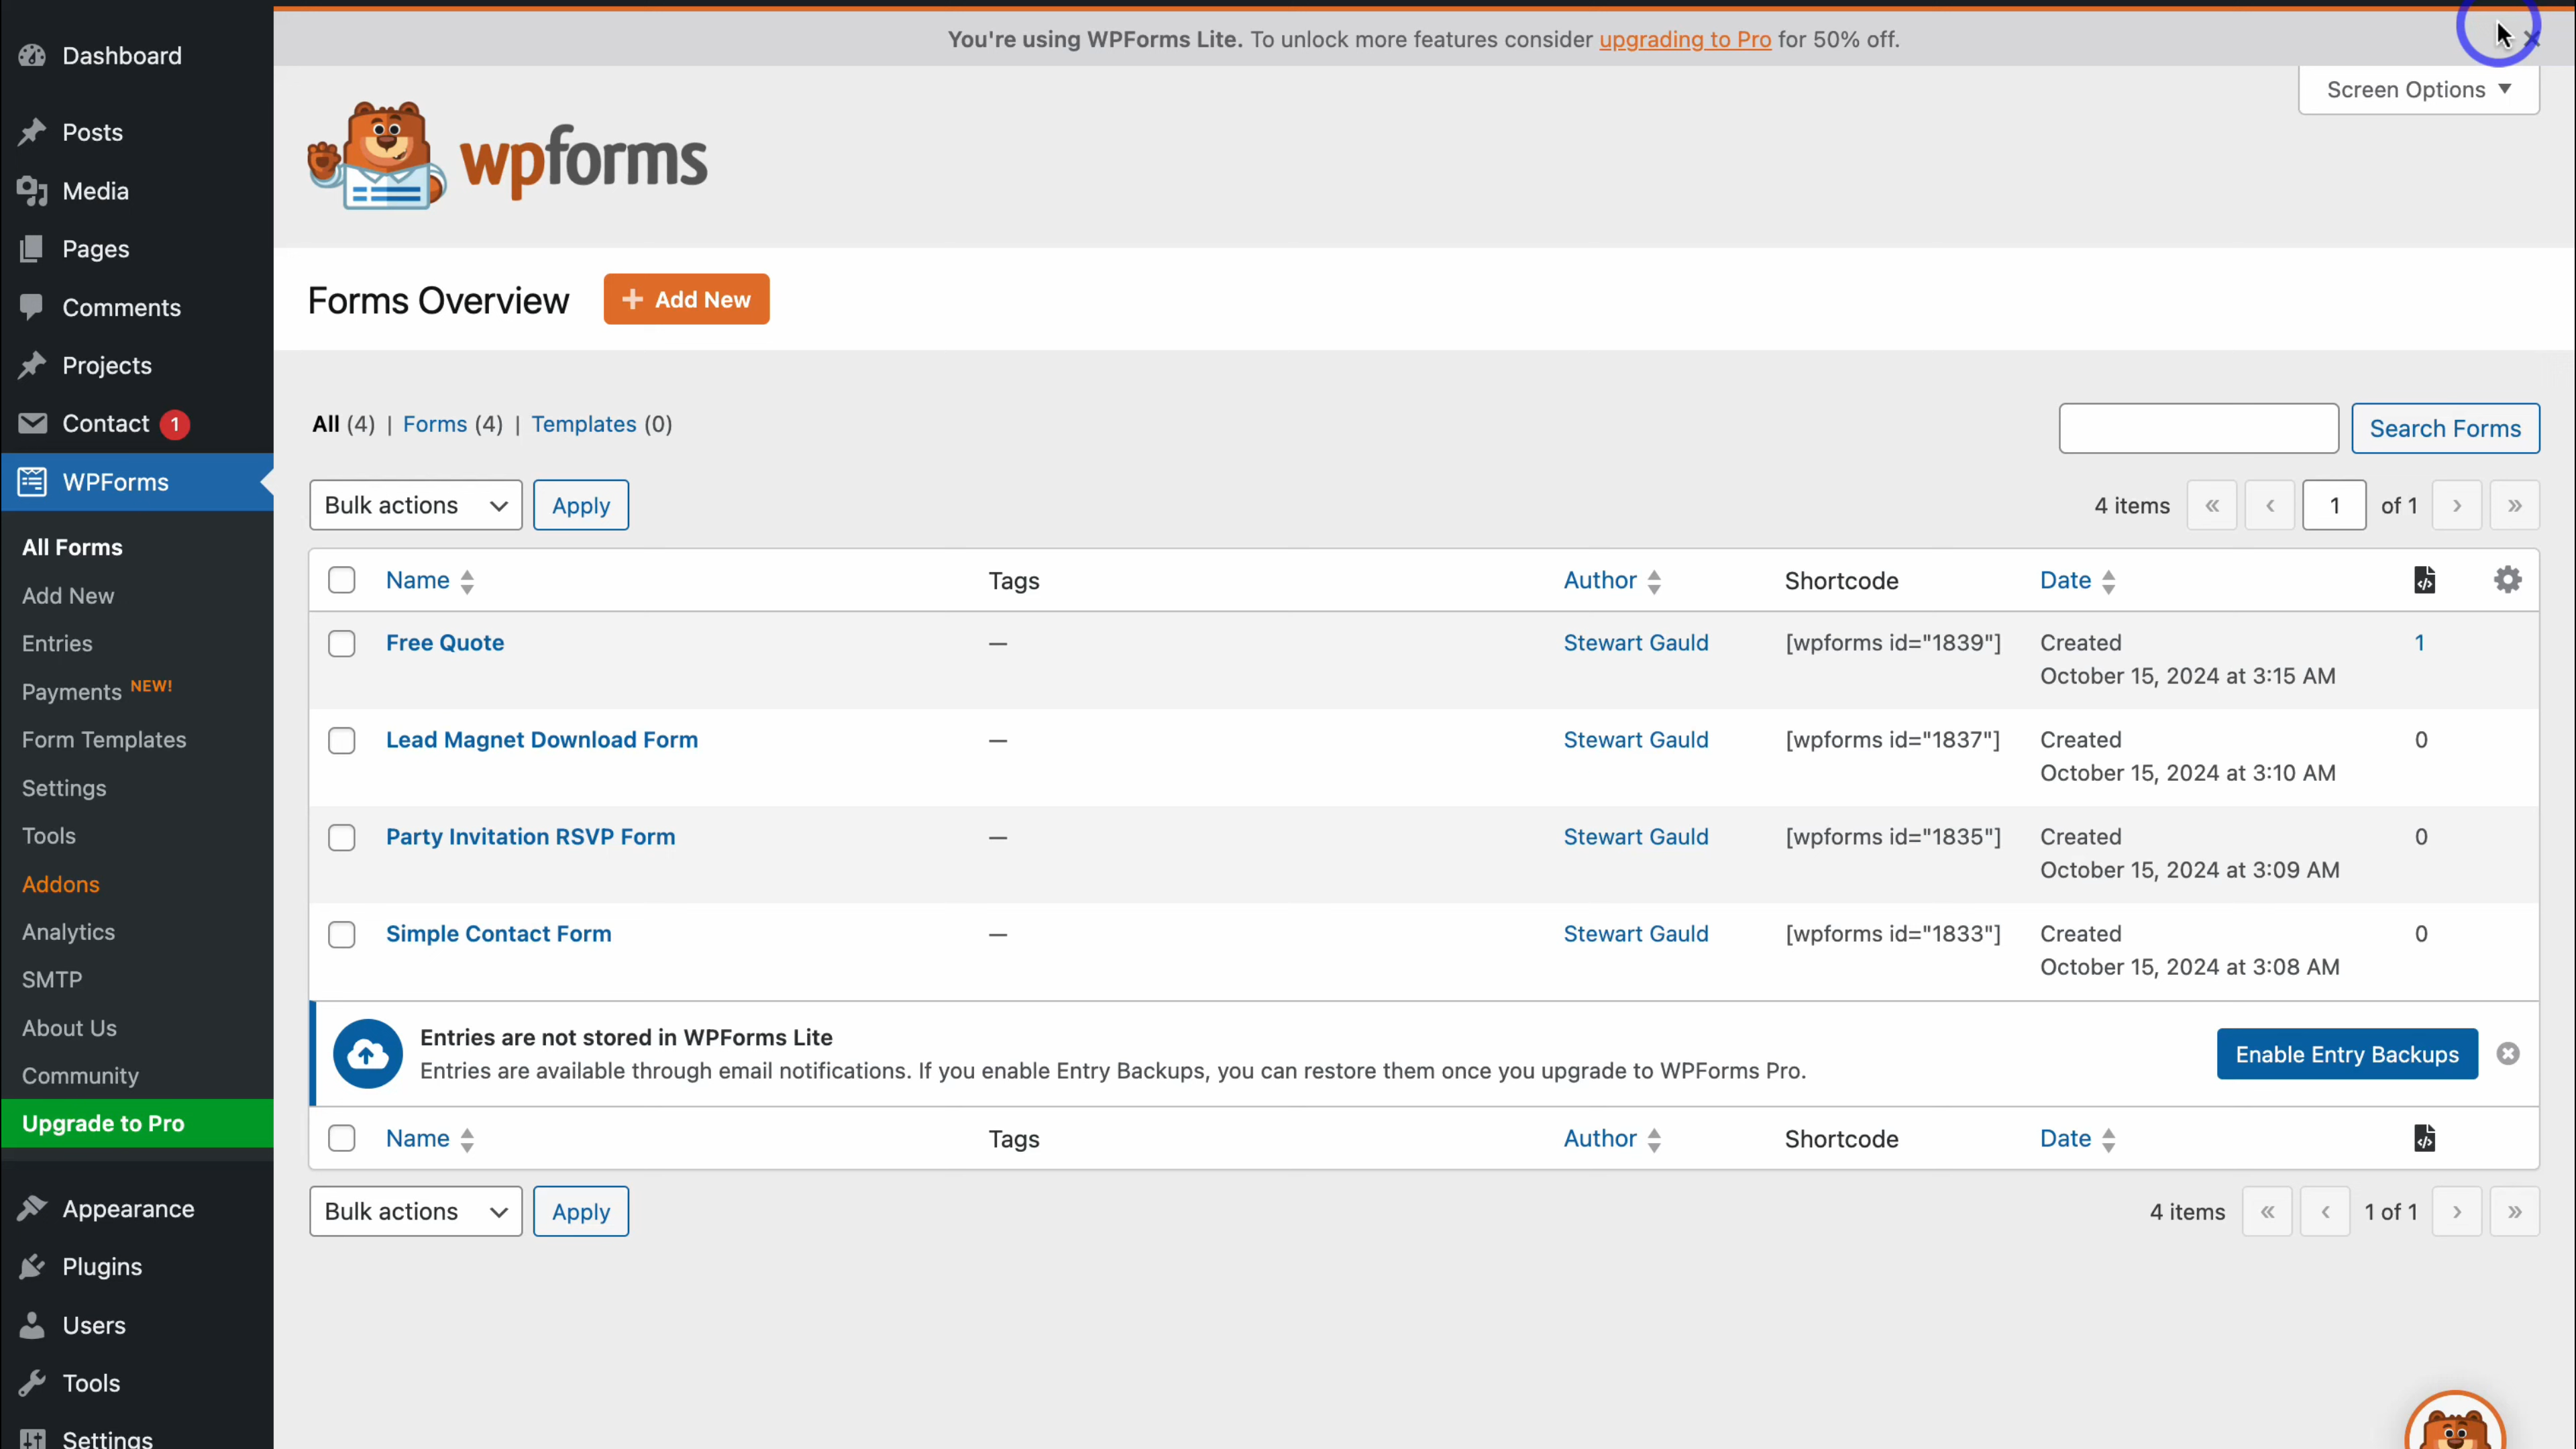 Dashboard
Posts
Media
Pages
Comments
Projects
Contact 1
WPForms
All Forms
Add New
Entries
Payments NEW!
Form Templates
Settings
Tools
Addons
Analytics
SMTP
About Us
Community
Upgrade to Pro
Appearance
Plugins
Users
Tools
Settings
You're using WPForms Lite. To unlock more features consider upgrading to Pro for 50% off.
Screen Options
wpforms
Forms Overview
+ Add New
All (4) | Forms (4) | Templates (0)
Search Forms
Bulk actions Apply
4 items « ‹ 1 of 1 › »
Name Tags Author Shortcode Date
Free Quote — Stewart Gauld [wpforms id="1839"] Created 1
October 15, 2024 at 3:15 AM
Lead Magnet Download Form — Stewart Gauld [wpforms id="1837"] Created 0
October 15, 2024 at 3:10 AM
Party Invitation RSVP Form — Stewart Gauld [wpforms id="1835"] Created 0
October 15, 2024 at 3:09 AM
Simple Contact Form — Stewart Gauld [wpforms id="1833"] Created 0
October 15, 2024 at 3:08 AM
Entries are not stored in WPForms Lite
Entries are available through email notifications. If you enable Entry Backups, you can restore them once you upgrade to WPForms Pro.
Enable Entry Backups
Name Tags Author Shortcode Date
Bulk actions Apply
4 items « ‹ 1 of 1 › »